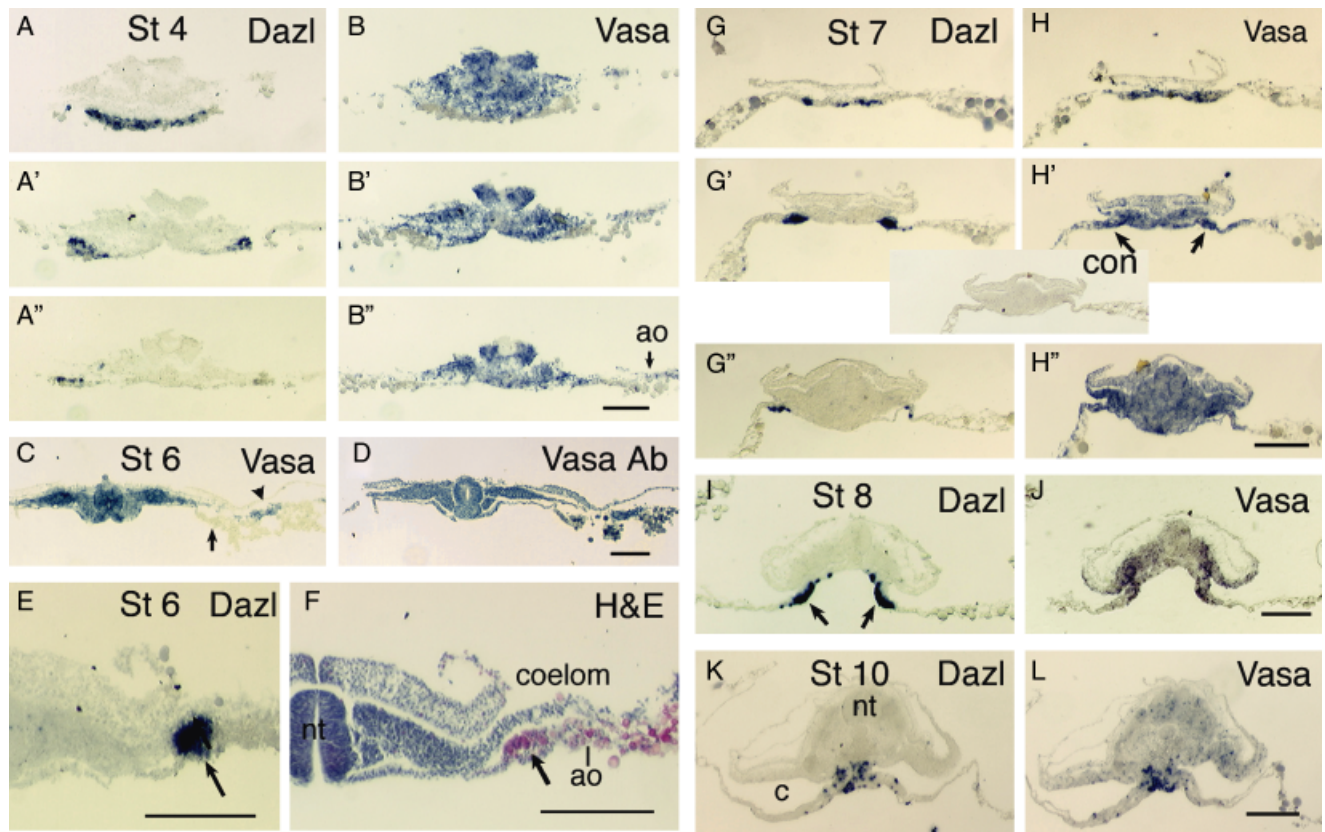 A St 4 Dazl
B Vasa
A'
B'
A"
B" ao
C St 6 Vasa
D Vasa Ab
E St 6 Dazl
F H&E
coelom
nt
ao
G St 7 Dazl
H Vasa
G'
H'
con
G"
H"
I St 8
J Vasa
K St 10 Dazl
nt
c
L Vasa